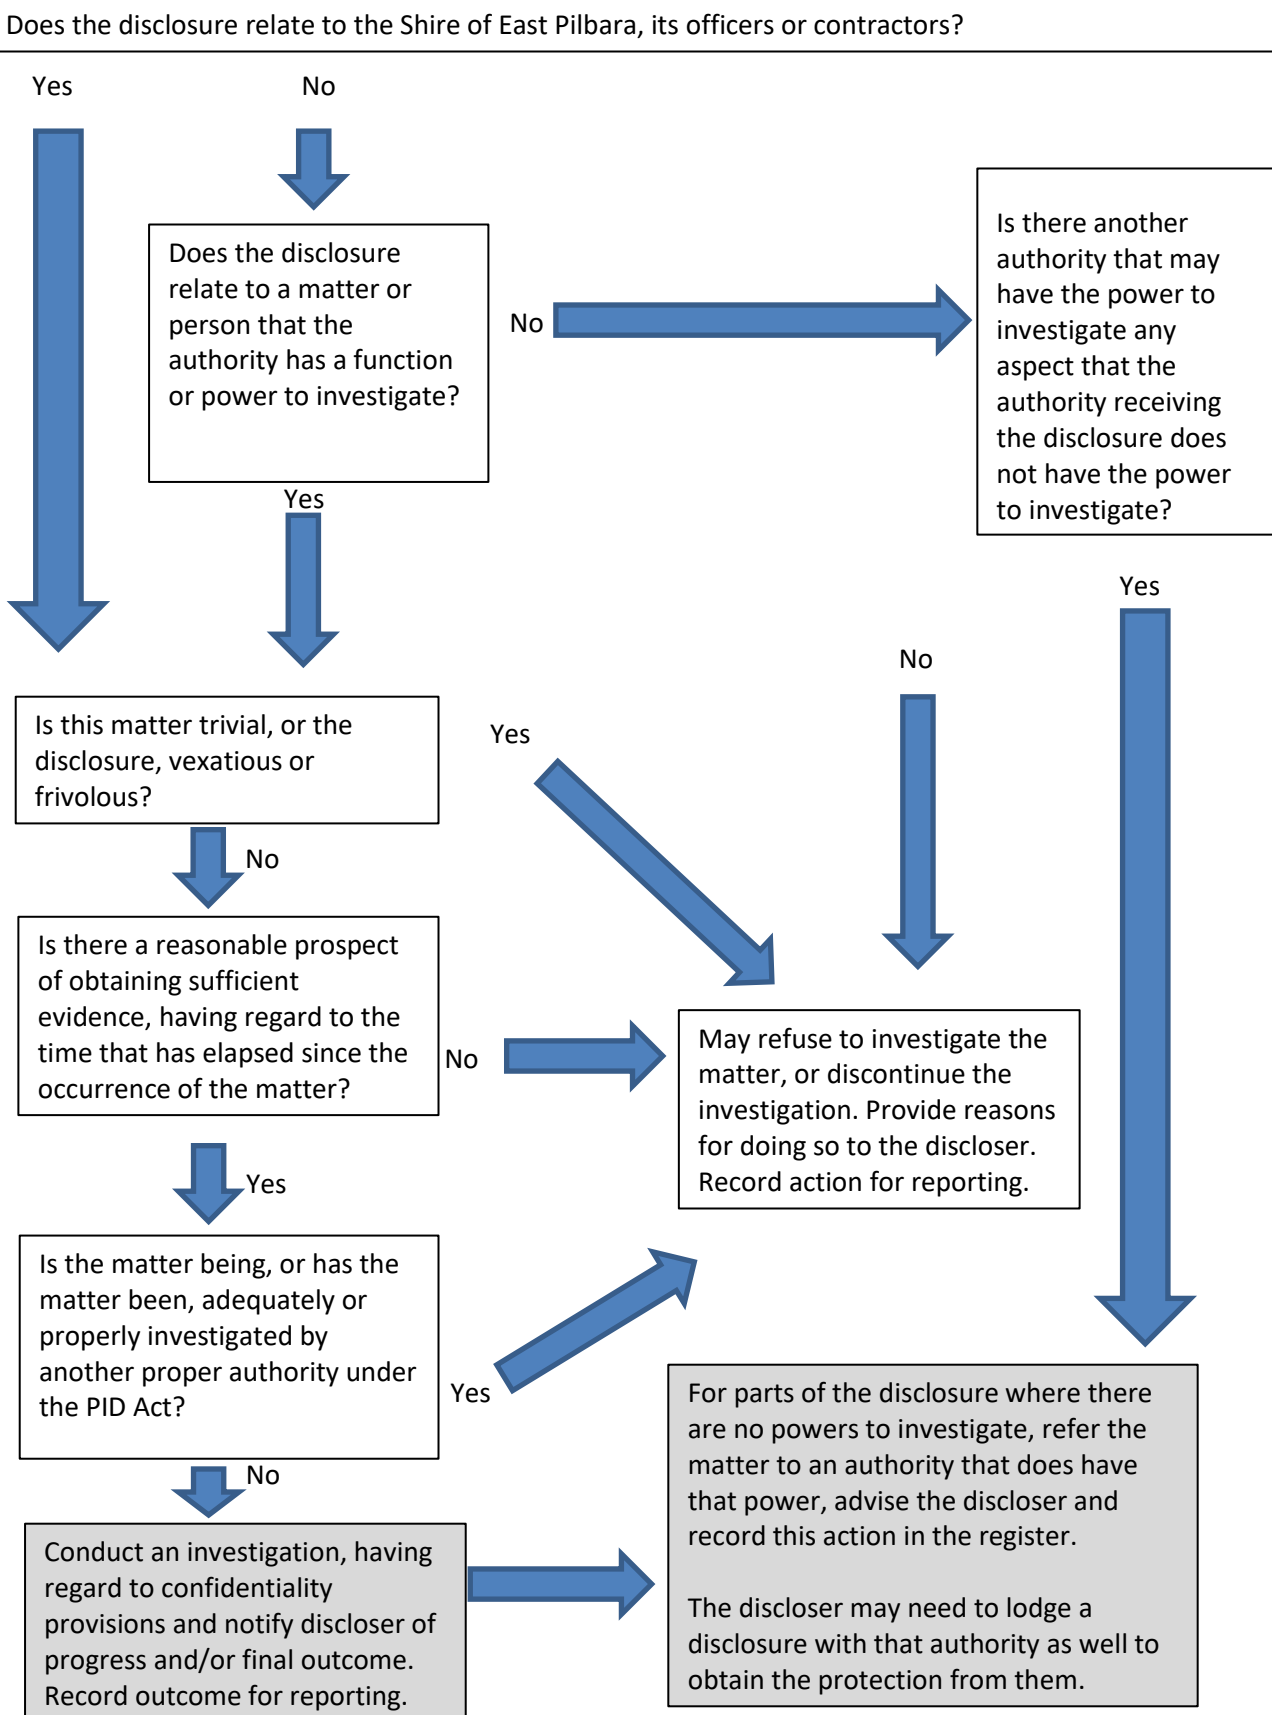 Does the disclosure relate to the Shire of East Pilbara, its officers or contractors?
Yes
No
Does the disclosure
relate to a matter or
person that the
authority has a function
or power to investigate?
No
Is there another
authority that may
have the power to
investigate any
aspect that the
authority receiving
the disclosure does
not have the power
to investigate?
Yes
Yes
No
Is this matter trivial, or the
disclosure, vexatious or
frivolous?
Yes
No
Is there a reasonable prospect
of obtaining sufficient
evidence, having regard to the
time that has elapsed since the
occurrence of the matter?
No
May refuse to investigate the
matter, or discontinue the
investigation. Provide reasons
for doing so to the discloser.
Record action for reporting.
Yes
Is the matter being, or has the
matter been, adequately or
properly investigated by
another proper authority under
the PID Act?
Yes
No
For parts of the disclosure where there
are no powers to investigate, refer the
matter to an authority that does have
that power, advise the discloser and
record this action in the register.
The discloser may need to lodge a
disclosure with that authority as well to
obtain the protection from them.
Conduct an investigation, having
regard to confidentiality
provisions and notify discloser of
progress and/or final outcome.
Record outcome for reporting.